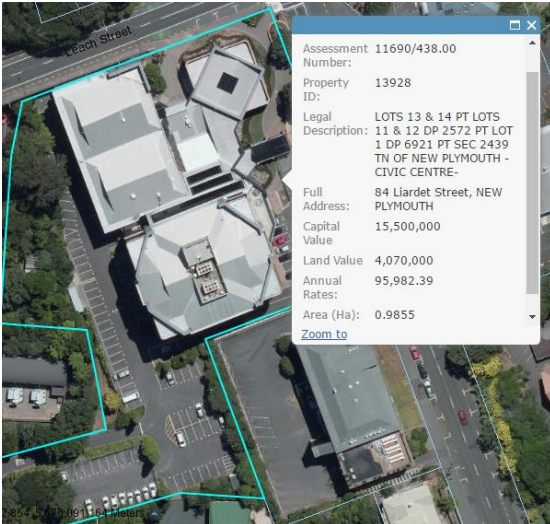 Leach Street
Assessment Number: 11690/438.00
Property ID: 13928
Legal Description: LOTS 13 & 14 PT LOTS
11 & 12 DP 2572 PT LOT
1 DP 6921 PT SEC 2439
TN OF NEW PLYMOUTH -
CIVIC CENTRE-
Full Address: 84 Liardet Street, NEW
PLYMOUTH
Capital Value 15,500,000
Land Value 4,070,000
Annual Rates: 95,982.39
Area (Ha): 0.9855
Zoom to
Meters